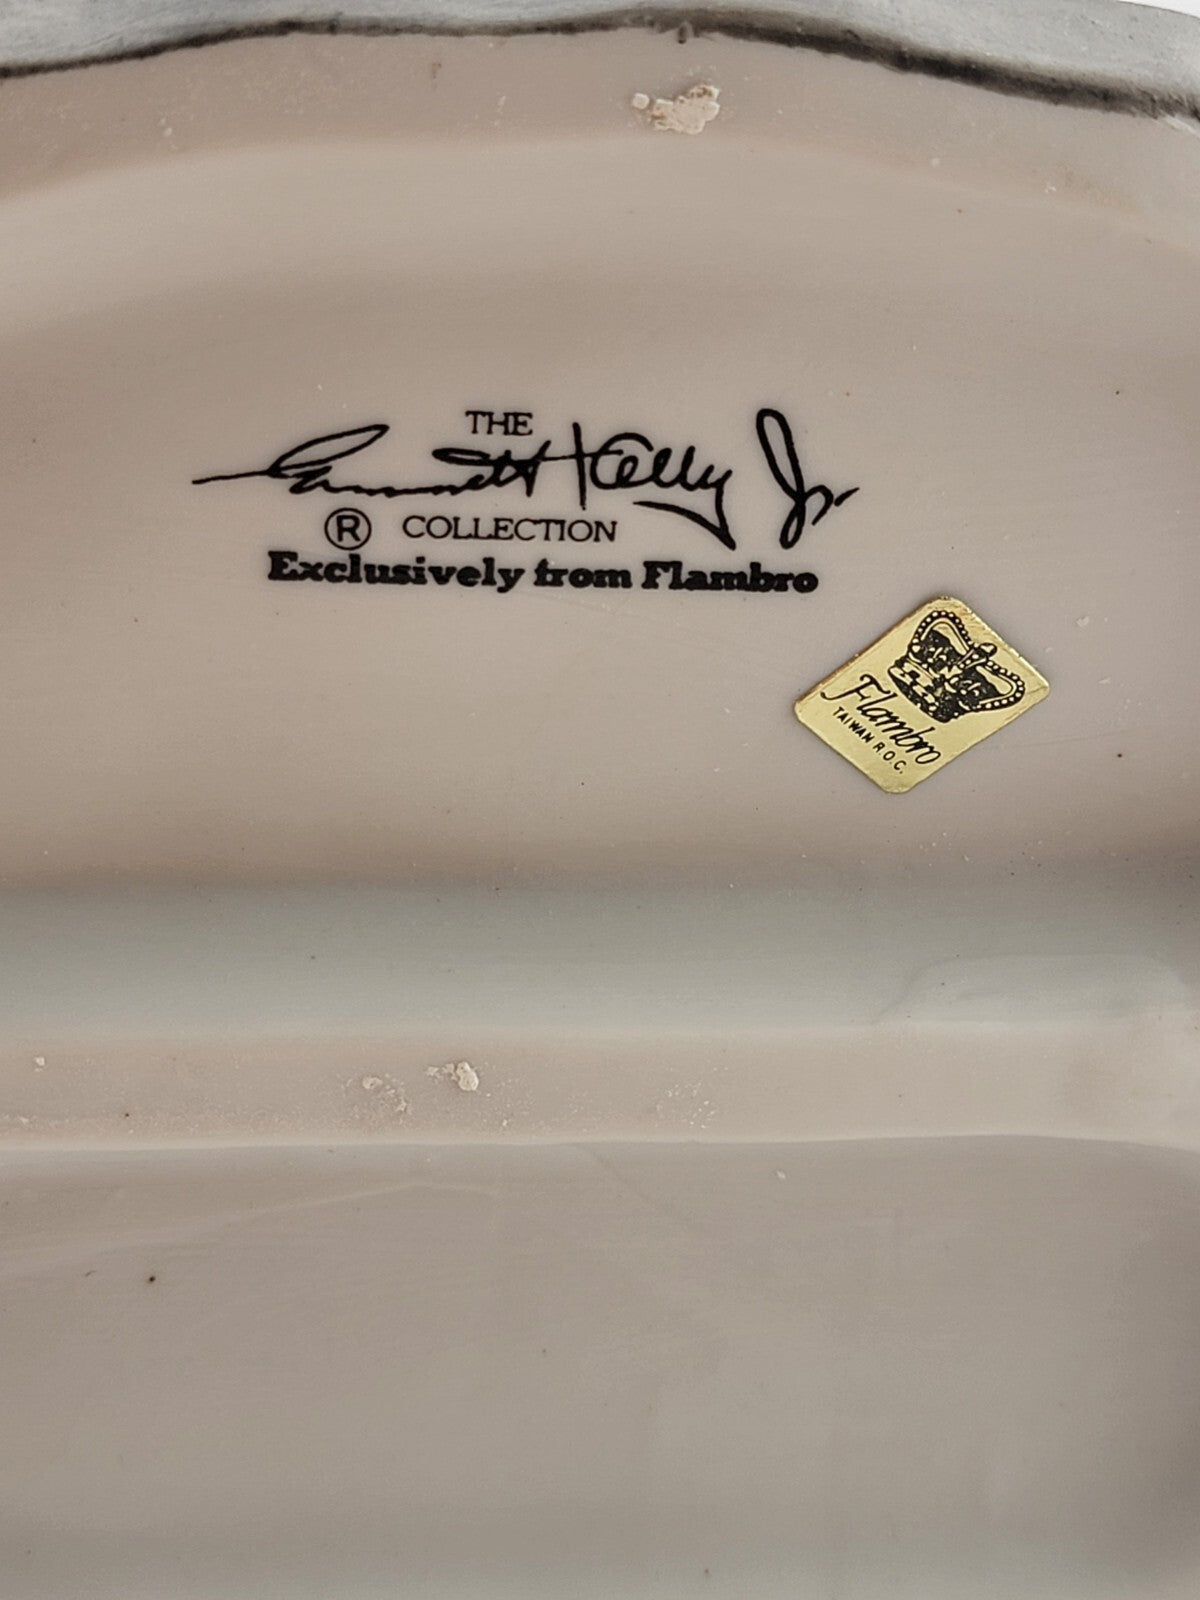 THE
Emmett Kelly Jr.
® COLLECTION
Exclusively from Flambro
Flambro
TAIWAN R.O.C.